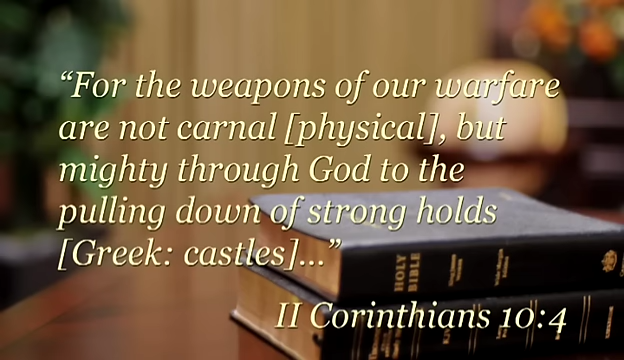 “For the weapons of our warfare
are not carnal [physical], but
mighty through God to the
pulling down of strong holds
[Greek: castles]...”
II Corinthians 10:4
HOLY
BIBLE